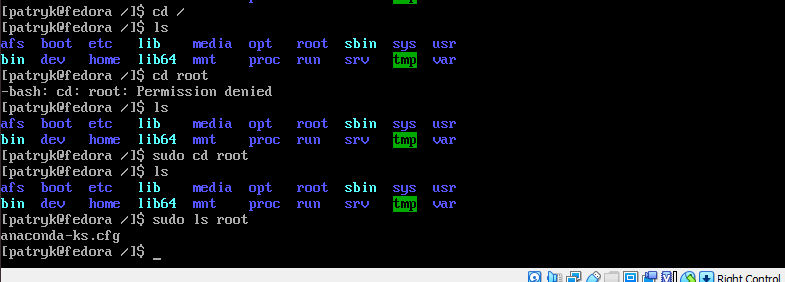 [patryk@fedora /]$ cd /
[patryk@fedora /]$ ls
afs boot etc lib media opt root sbin sys usr
bin dev home lib64 mnt proc run srv tmp var
[patryk@fedora /]$ cd root
-bash: cd: root: Permission denied
[patryk@fedora /]$ ls
afs boot etc lib media opt root sbin sys usr
bin dev home lib64 mnt proc run srv tmp var
[patryk@fedora /]$ sudo cd root
[patryk@fedora /]$ ls
afs boot etc lib media opt root sbin sys usr
bin dev home lib64 mnt proc run srv tmp var
[patryk@fedora /]$ sudo ls root
anaconda-ks.cfg
[patryk@fedora /]$ _
Right Control